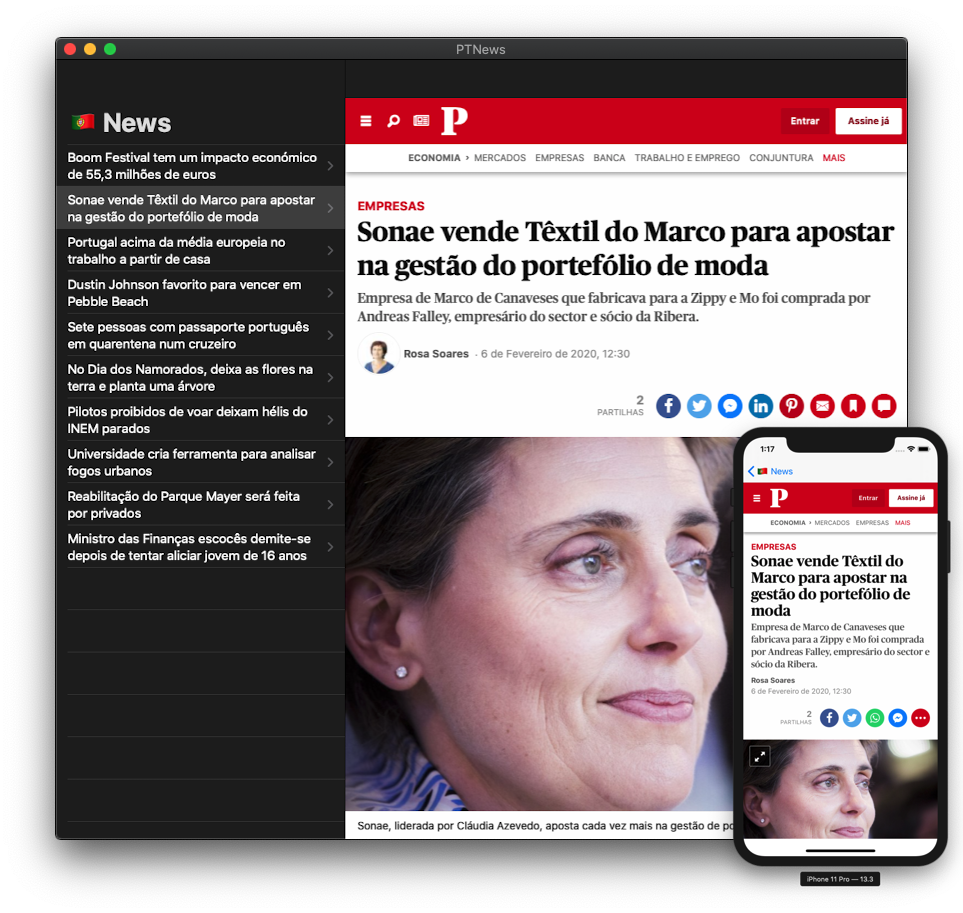 PTNews
🇵🇹 News
Boom Festival tem um impacto económico
de 55,3 milhões de euros
Sonae vende Têxtil do Marco para apostar
na gestão do portefólio de moda
Portugal acima da média europeia no
trabalho a partir de casa
Dustin Johnson favorito para vencer em
Pebble Beach
Sete pessoas com passaporte português
em quarentena num cruzeiro
No Dia dos Namorados, deixa as flores na
terra e planta uma árvore
Pilotos proibidos de voar deixam hélis do
INEM parados
Universidade cria ferramenta para analisar
fogos urbanos
Reabilitação do Parque Mayer será feita
por privados
Ministro das Finanças escocês demite-se
depois de tentar aliciar jovem de 16 anos
P
Entrar Assine já
ECONOMIA › MERCADOS EMPRESAS BANCA TRABALHO E EMPREGO CONJUNTURA MAIS
EMPRESAS
Sonae vende Têxtil do Marco para apostar
na gestão do portefólio de moda
Empresa de Marco de Canaveses que fabricava para a Zippy e Mo foi comprada por
Andreas Falley, empresário do sector e sócio da Ribera.
Rosa Soares · 6 de Fevereiro de 2020, 12:30
2
PARTILHAS
Sonae, liderada por Cláudia Azevedo, aposta cada vez mais na gestão de
1:17
🇵🇹 News
P Entrar Assine já
ECONOMIA › MERCADOS EMPRESAS MAIS
EMPRESAS
Sonae vende Têxtil do
Marco para apostar na
gestão do portefólio de
moda
Empresa de Marco de Canaveses que
fabricava para a Zippy e Mo foi comprada
por Andreas Falley, empresário do sector e
sócio da Ribera.
Rosa Soares
6 de Fevereiro de 2020, 12:30
2
PARTILHAS
iPhone 11 Pro — 13.3